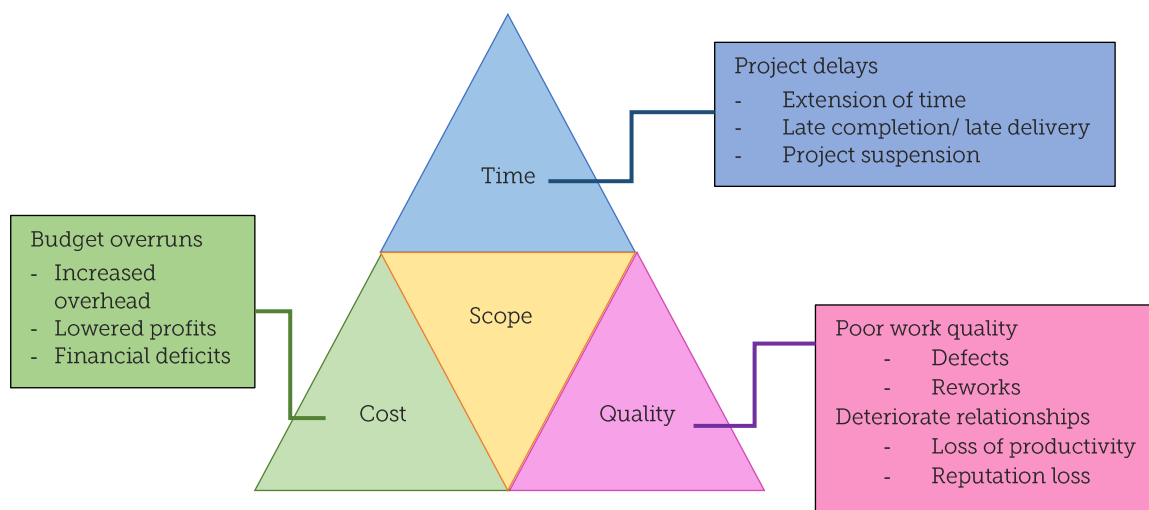 Project delays
- Extension of time
- Late completion/ late delivery
- Project suspension
Time
Budget overruns
- Increased
overhead
- Lowered profits
- Financial deficits
Scope
Cost
Quality
Poor work quality
- Defects
- Reworks
Deteriorate relationships
- Loss of productivity
- Reputation loss